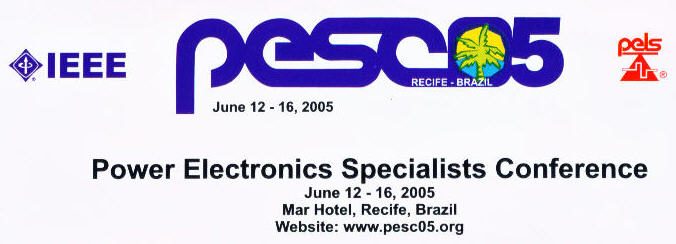 IEEE
pesc05
RECIFE - BRAZIL
June 12 - 16, 2005
pels
®
Power Electronics Specialists Conference
June 12 - 16, 2005
Mar Hotel, Recife, Brazil
Website: www.pesc05.org